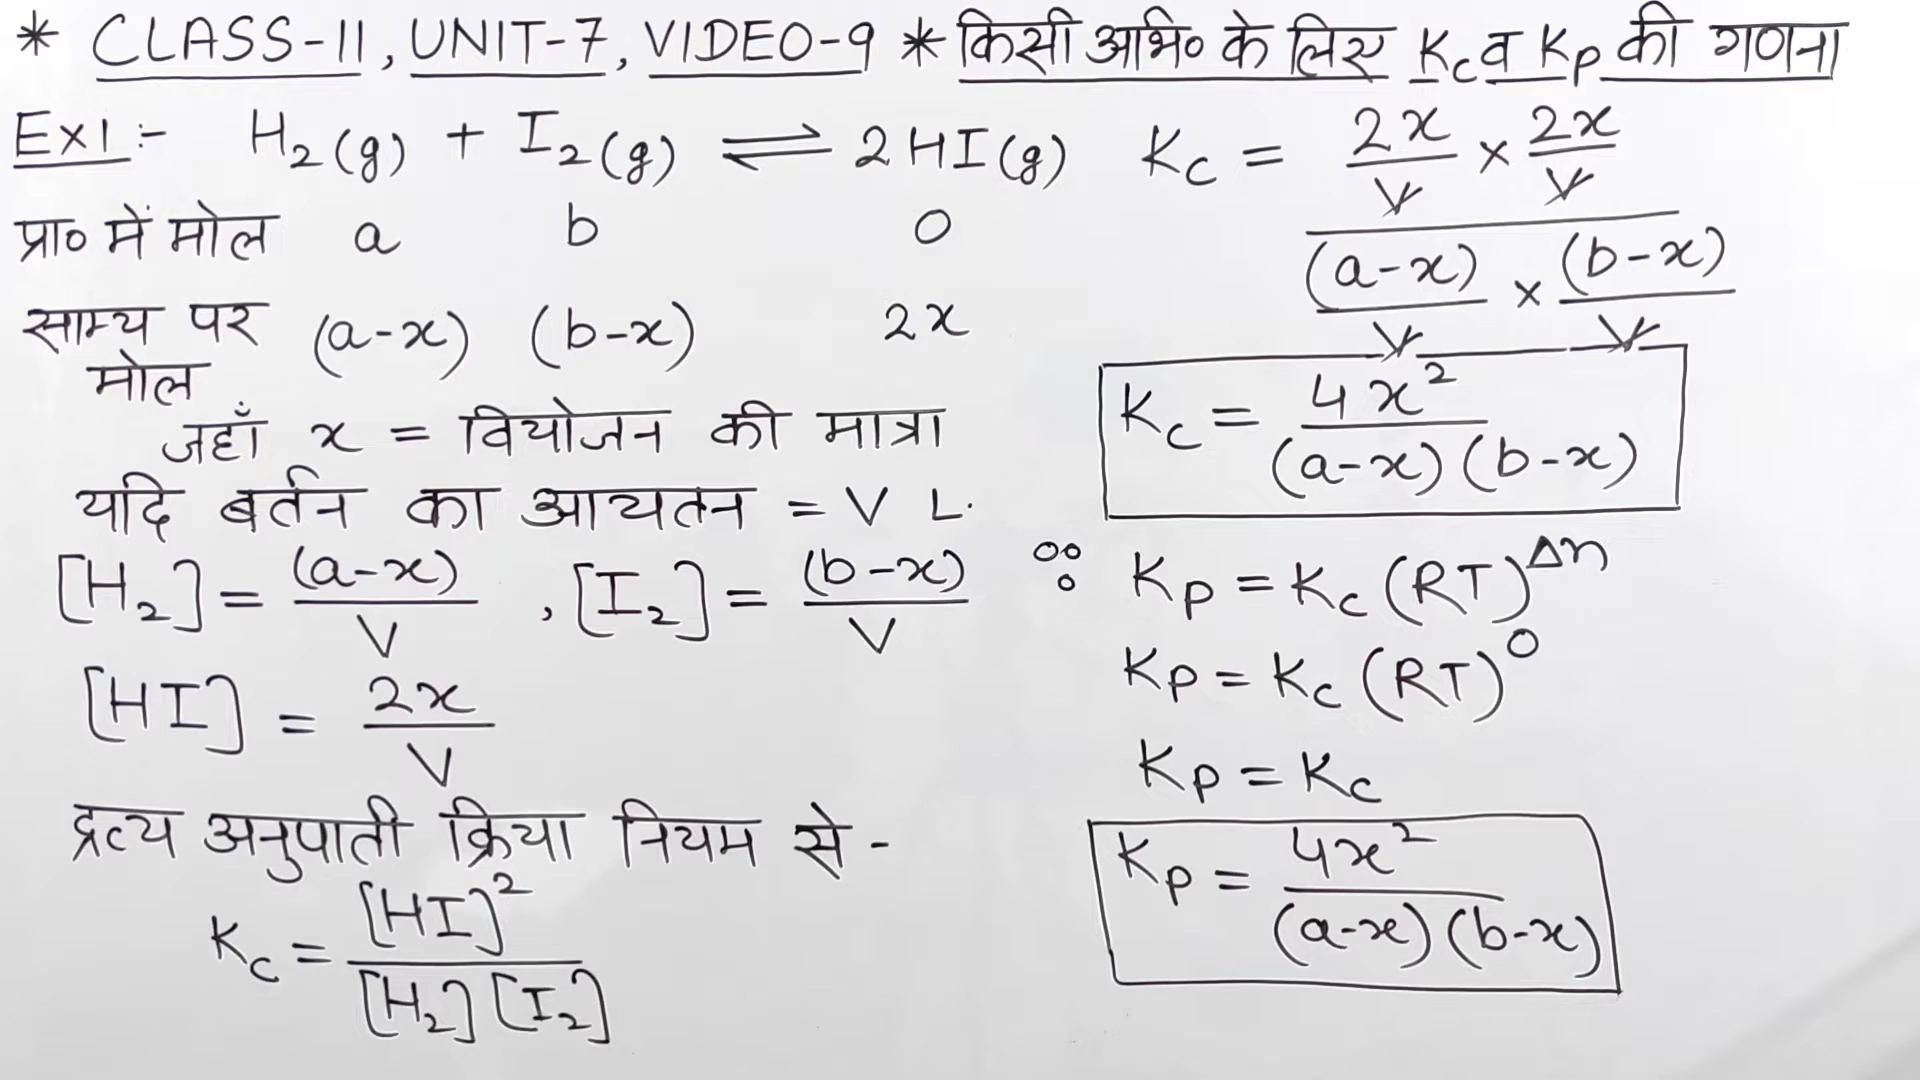 * CLASS-11, UNIT-7, VIDEO-9 * किसी अभि० के लिए Kc व Kp की गणना
Ex1:- H₂(g) + I₂(g) ⇌ 2HI(g)
प्रा० में मोल a b 0
साम्य पर (a-x) (b-x) 2x
मोल
जहाँ x = वियोजन की मात्रा
यदि बर्तन का आयतन = V L.
[H₂] = (a-x)/V , [I₂] = (b-x)/V
[HI] = 2x/V
द्रव्य अनुपाती क्रिया नियम से -
Kc = [HI]²/[H₂][I₂]
Kc = (2x/V × 2x/V)/((a-x)/V × (b-x)/V)
Kc = 4x²/(a-x)(b-x)
∵ Kp = Kc (RT)^Δn
Kp = Kc (RT)⁰
Kp = Kc
Kp = 4x²/(a-x)(b-x)